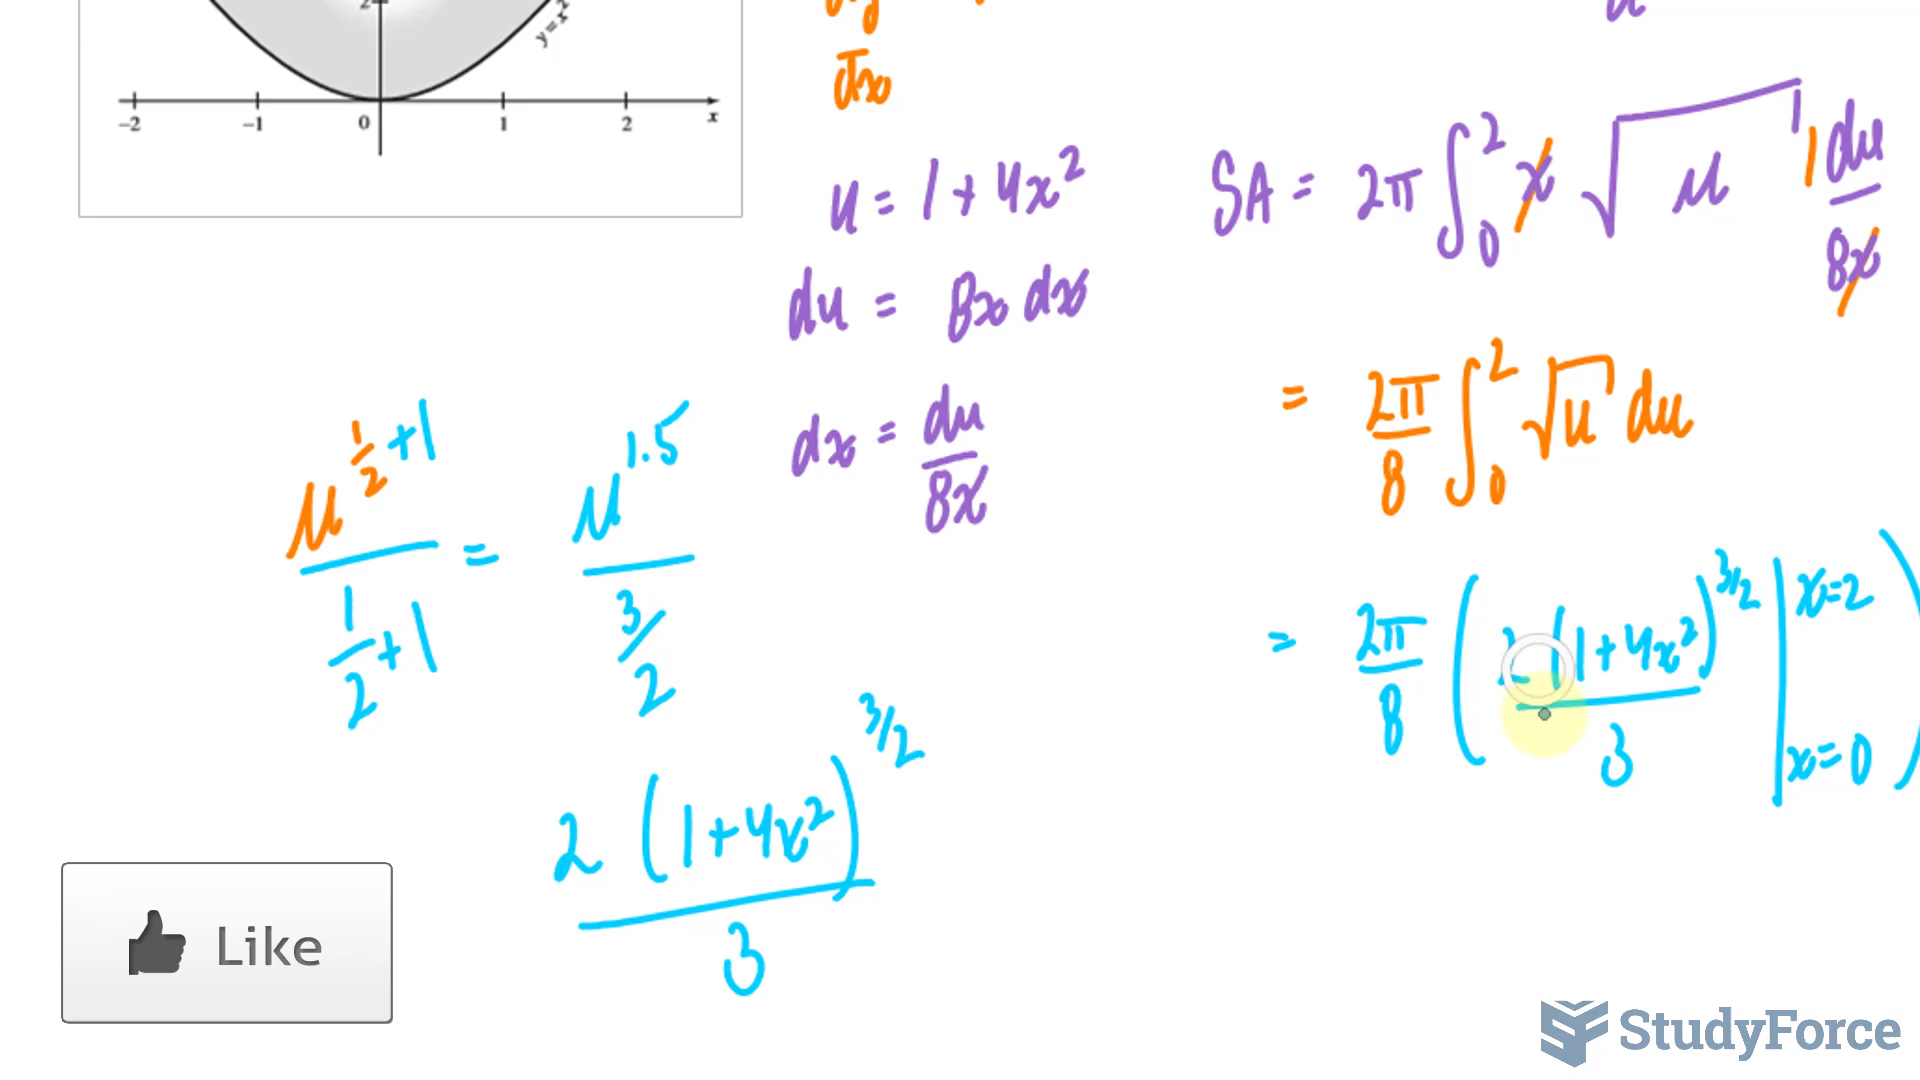 2
y = x²
-2 -1 0 1 2 x
dx
u = 1 + 4x²
du = 8x dx
dx = du/8x
SA = 2π ∫₀² x √u du/8x
= 2π/8 ∫₀² √u du
= 2π/8 ( 2(1+4x²)^3/2 / 3 | x=2 x=0 )
u^(1/2 + 1) / (1/2 + 1) = u^1.5 / (3/2)
2 (1+4x²)^3/2 / 3
Like
StudyForce